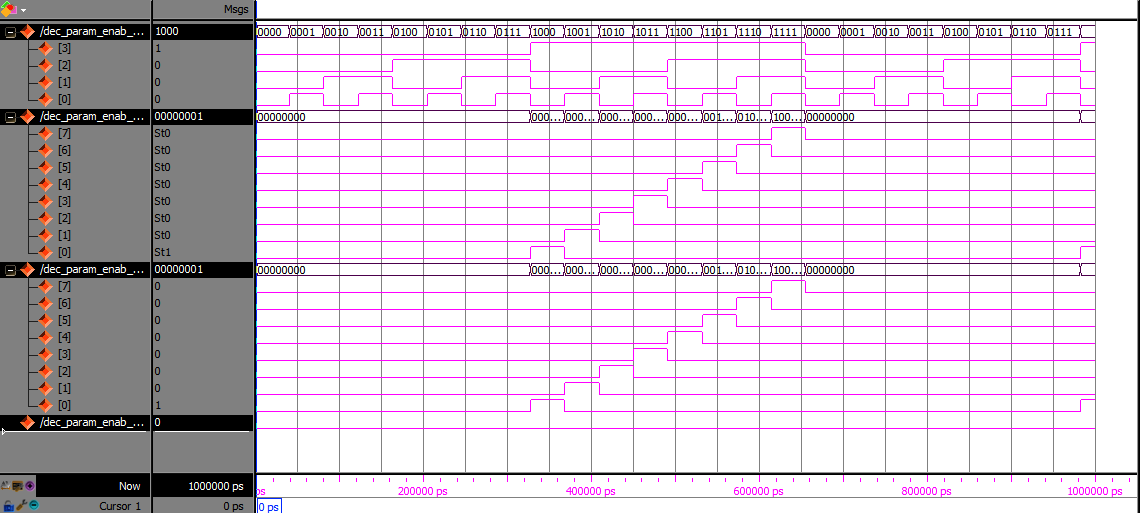 Msgs
/dec_param_enab_... 1000 0000 0001 0010 0011 0100 0101 0110 0111 1000 1001 1010 1011 1100 1101 1110 1111 0000 0001 0010 0011 0100 0101 0110 0111
[3] 1
[2] 0
[1] 0
[0] 0
/dec_param_enab_... 00000001 00000000 000... 000... 000... 000... 000... 001... 010... 100... 00000000
[7] St0
[6] St0
[5] St0
[4] St0
[3] St0
[2] St0
[1] St0
[0] St1
/dec_param_enab_... 00000001 00000000 000... 000... 000... 000... 000... 001... 010... 100... 00000000
[7] 0
[6] 0
[5] 0
[4] 0
[3] 0
[2] 0
[1] 0
[0] 1
/dec_param_enab_... 0
Now 1000000 ps ps 200000 ps 400000 ps 600000 ps 800000 ps 1000000 ps
Cursor 1 0 ps 0 ps